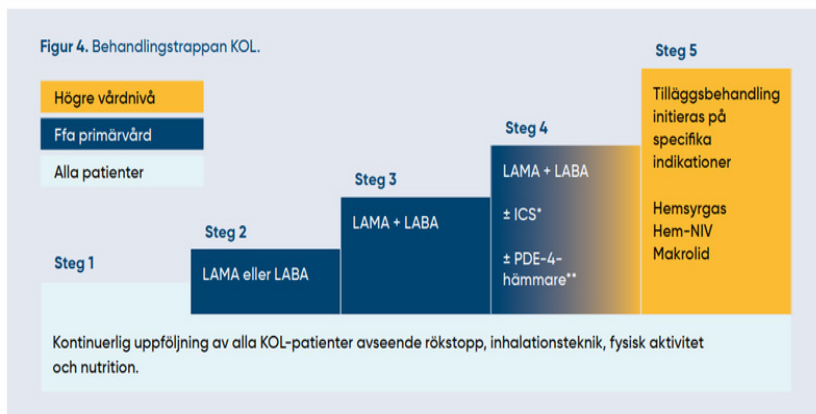 Figur 4. Behandlingstrappan KOL.
Högre vårdnivå
Ffa primärvård
Alla patienter
Steg 1
Steg 2
LAMA eller LABA
Steg 3
LAMA + LABA
Steg 4
LAMA + LABA
± ICS*
± PDE-4-
hämmare**
Steg 5
Tilläggsbehandling
initieras på
specifika
indikationer
Hemsyrgas
Hem-NIV
Makrolid
Kontinuerlig uppföljning av alla KOL-patienter avseende rökstopp, inhalationsteknik, fysisk aktivitet
och nutrition.